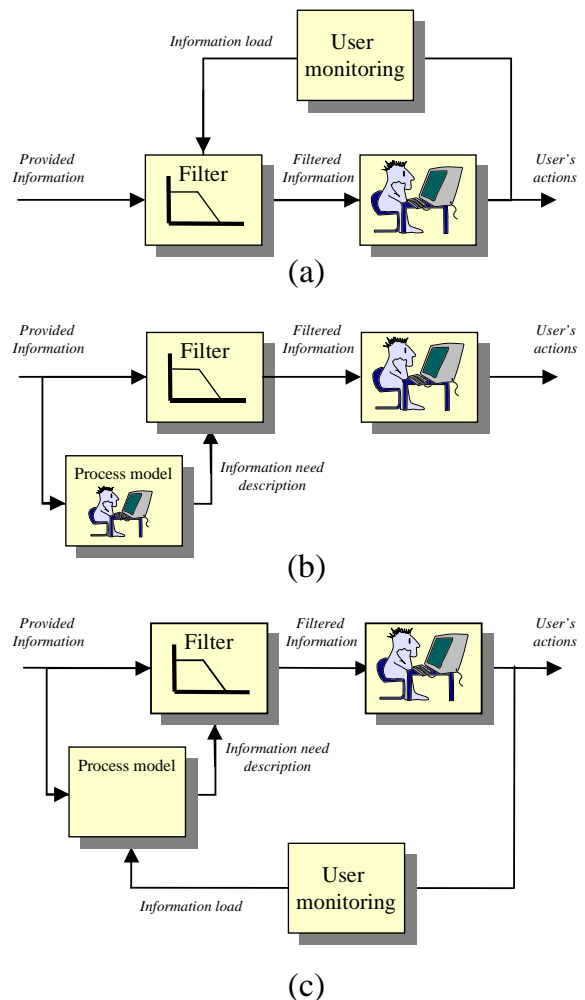 Information load
User
monitoring
Provided
Information
Filter
Filtered
Information
User's
actions
(a)
Provided
Information
Filter
Filtered
Information
User's
actions
Process model
Information need
description
(b)
Provided
Information
Filter
Filtered
Information
User's
actions
Information need
description
Process model
User
monitoring
Information load
(c)